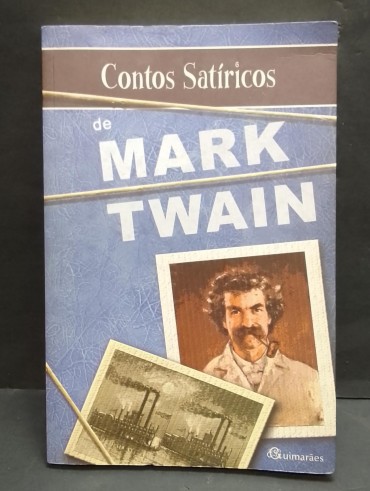 Contos Satíricos
de
MARK
TWAIN
Guimarães